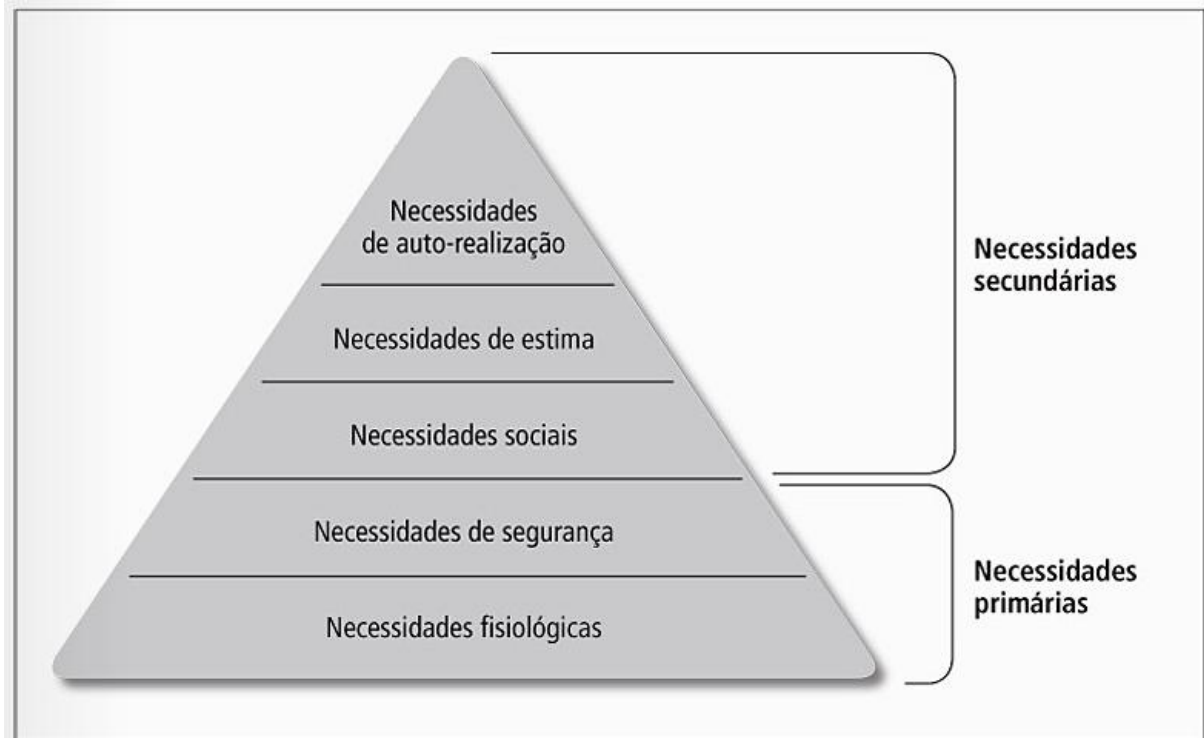 Necessidades
de auto-realização
Necessidades de estima
Necessidades sociais
Necessidades de segurança
Necessidades fisiológicas
Necessidades
secundárias
Necessidades
primárias